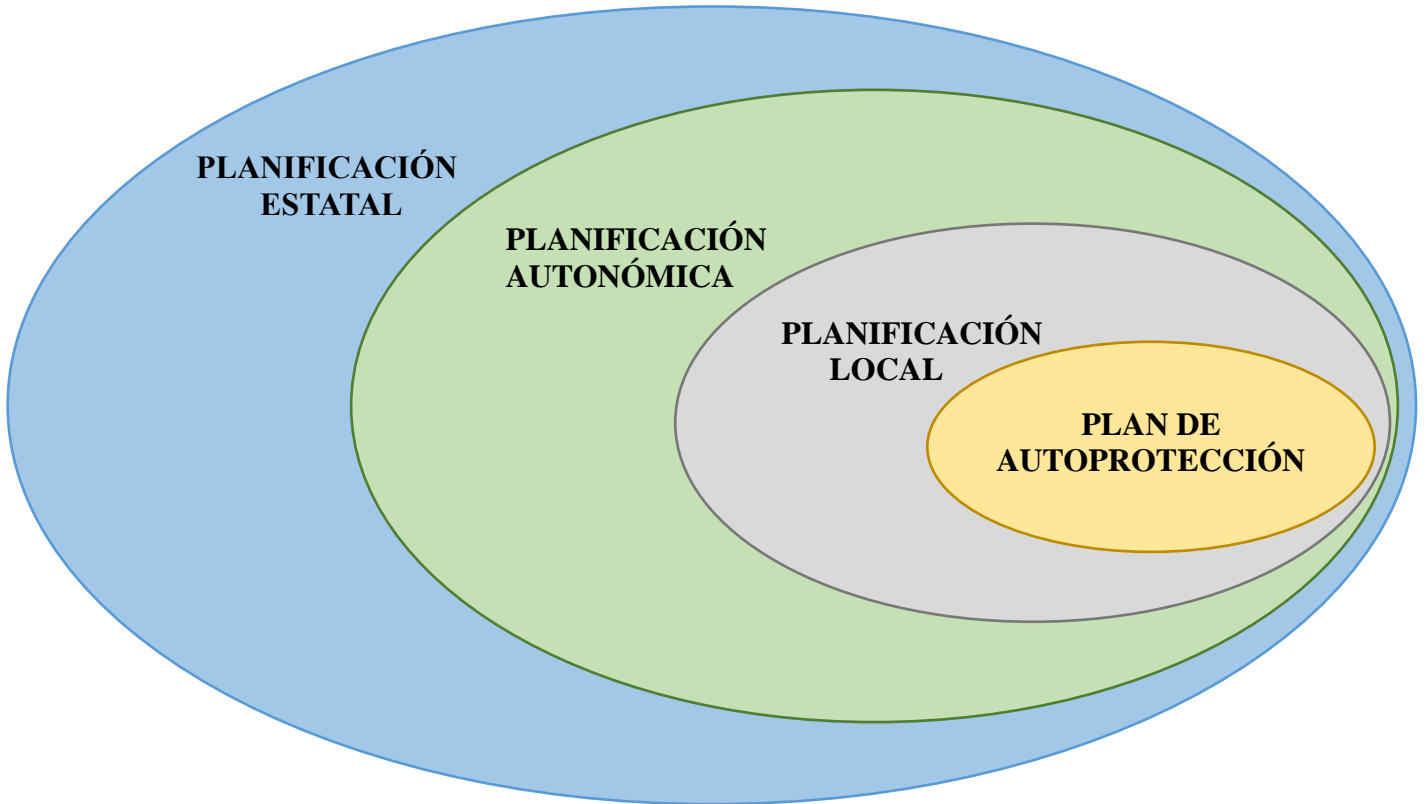 PLANIFICACIÓN
ESTATAL
PLANIFICACIÓN
AUTONÓMICA
PLANIFICACIÓN
LOCAL
PLAN DE
AUTOPROTECCIÓN